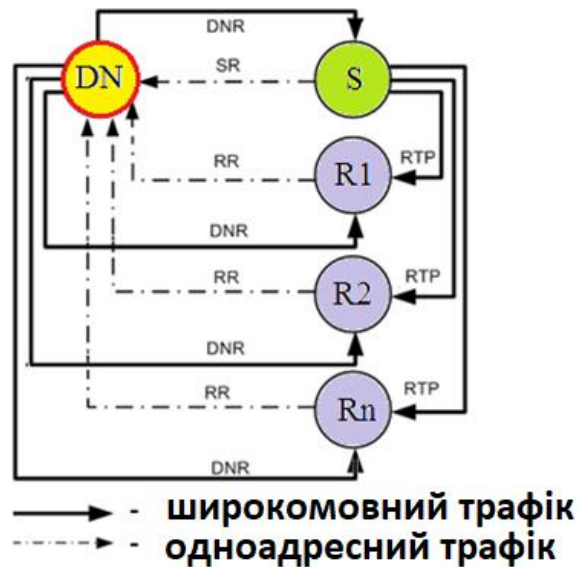 DNR
DN
SR
S
RR
R1
RTP
DNR
RR
R2
RTP
DNR
RR
Rn
RTP
DNR
- широкомовний трафік
- одноадресний трафік